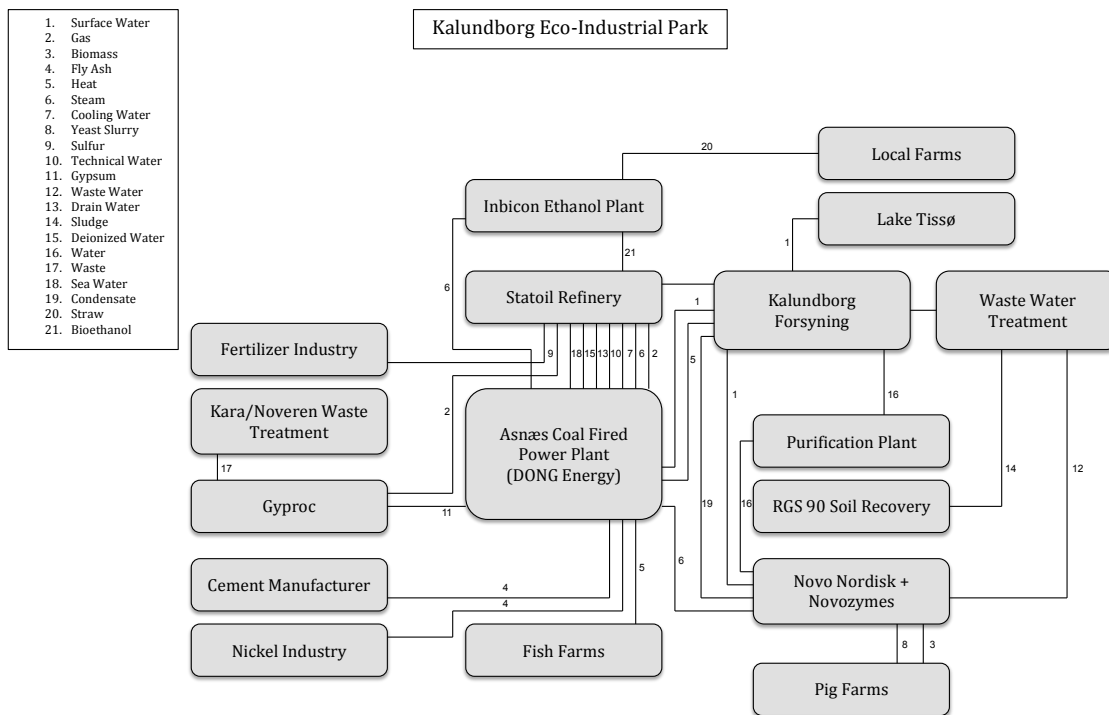 Kalundborg Eco-Industrial Park
1. Surface Water
2. Gas
3. Biomass
4. Fly Ash
5. Heat
6. Steam
7. Cooling Water
8. Yeast Slurry
9. Sulfur
10. Technical Water
11. Gypsum
12. Waste Water
13. Drain Water
14. Sludge
15. Deionized Water
16. Water
17. Waste
18. Sea Water
19. Condensate
20. Straw
21. Bioethanol
20
Local Farms
Inbicon Ethanol Plant
Lake Tissø
1
21
6
Statoil Refinery
Kalundborg
Forsyning
Waste Water
Treatment
1
Fertilizer Industry
9
18
15
13
10
7
6
2
5
2
1
16
Kara/Noveren Waste
Treatment
Asnæs Coal Fired
Power Plant
(DONG Energy)
Purification Plant
17
14
12
Gyproc
11
19
16
RGS 90 Soil Recovery
Cement Manufacturer
4
4
5
6
Novo Nordisk +
Novozymes
Nickel Industry
Fish Farms
8
3
Pig Farms